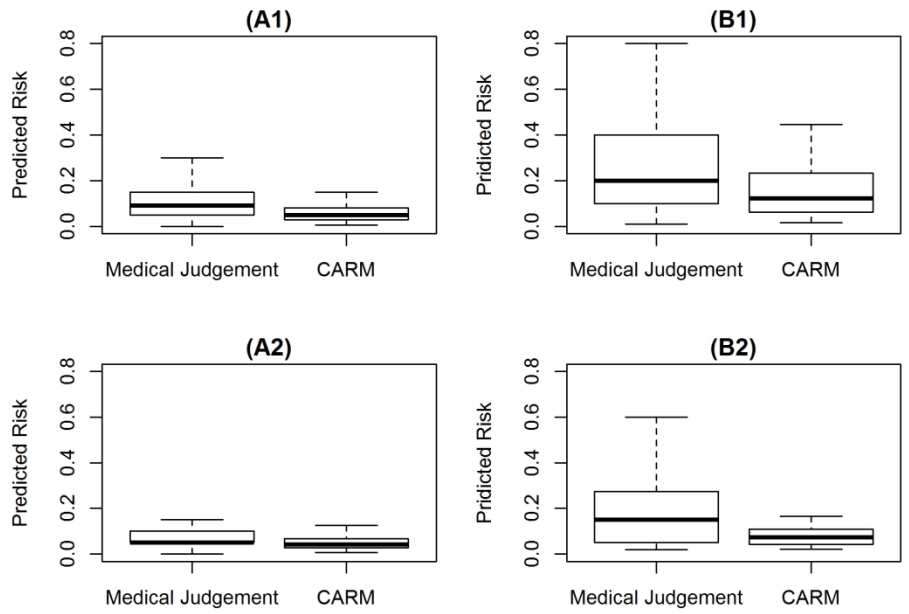 (A1)
Predicted Risk
0.0 0.2 0.4 0.6 0.8
Medical Judgement CARM
(B1)
Pridicted Risk
0.0 0.2 0.4 0.6 0.8
Medical Judgement CARM
(A2)
Predicted Risk
0.0 0.2 0.4 0.6 0.8
Medical Judgement CARM
(B2)
Pridicted Risk
0.0 0.2 0.4 0.6 0.8
Medical Judgement CARM